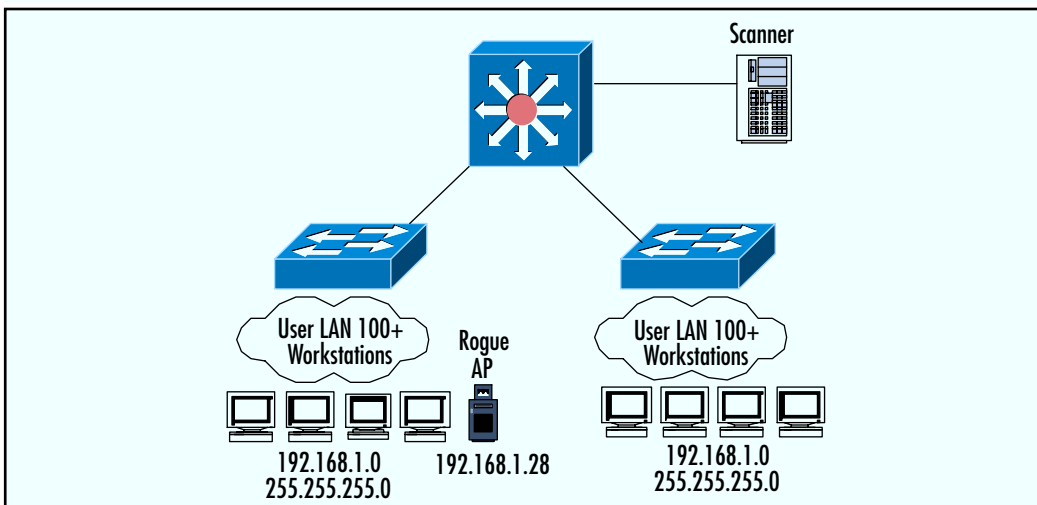 Scanner
User LAN 100+
Workstations
Rogue
AP
User LAN 100+
Workstations
192.168.1.0
255.255.255.0
192.168.1.28
192.168.1.0
255.255.255.0